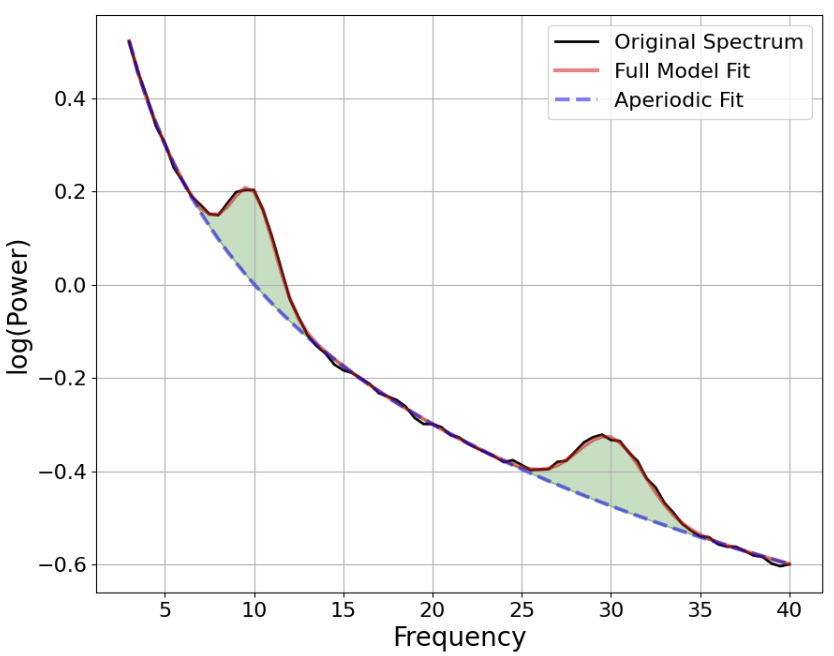 Original Spectrum
Full Model Fit
Aperiodic Fit
log(Power)
0.4
0.2
0.0
−0.2
−0.4
−0.6
5 10 15 20 25 30 35 40
Frequency